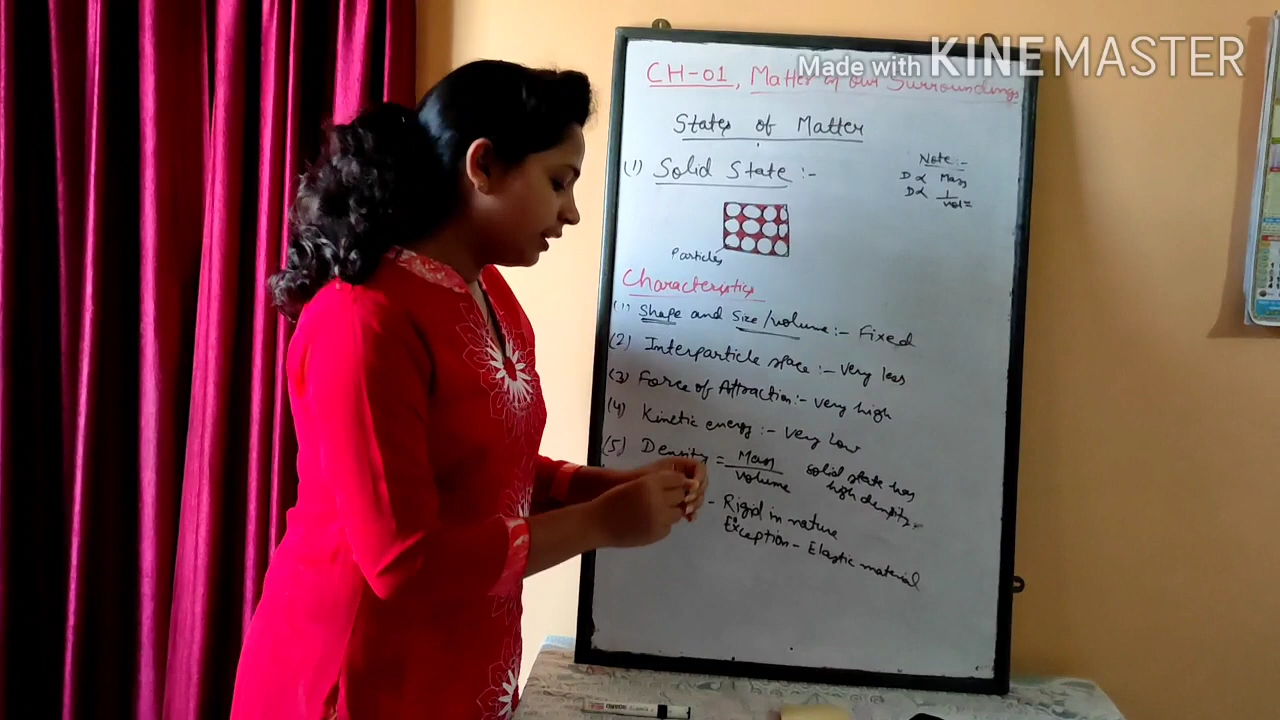 Made with KINEMASTER
CH-01, Matter in our Surroundings
States of Matter
(1) Solid State :-
Note :-
D ∝ Mass
D ∝ 1/vol=
Particles
Characteristics
(1) Shape and Size/volume :- Fixed
(2) Interparticle space :- very less
(3) Force of Attraction :- very high
(4) Kinetic energy :- very low
(5) Density = Mass/volume solid state has
high density.
- Rigid in nature
Exception - Elastic material